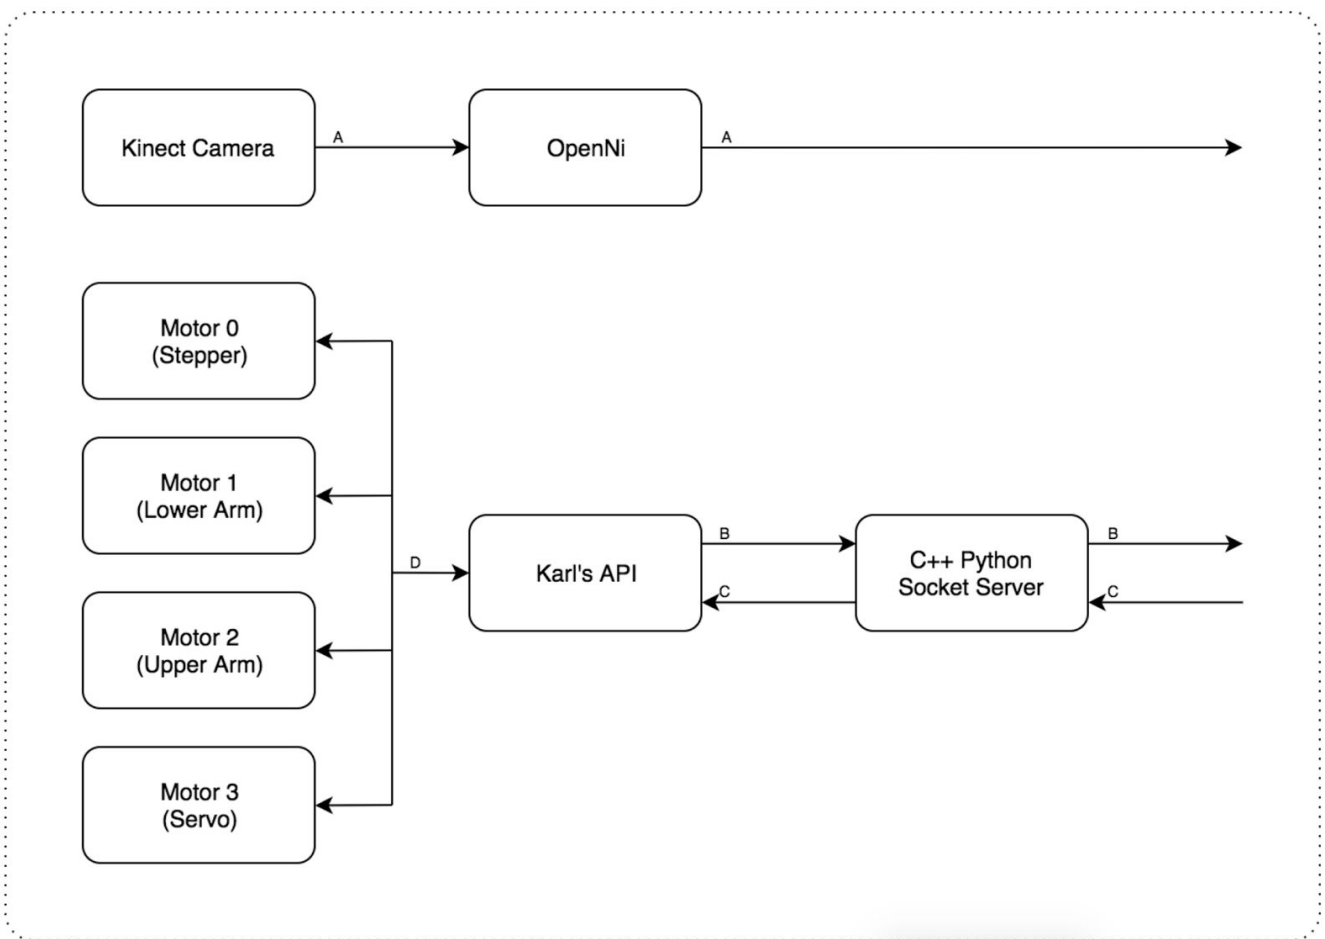 Kinect Camera
A
OpenNi
A
Motor 0
(Stepper)
Motor 1
(Lower Arm)
Motor 2
(Upper Arm)
Motor 3
(Servo)
D
Karl's API
B
C
C++ Python
Socket Server
B
C